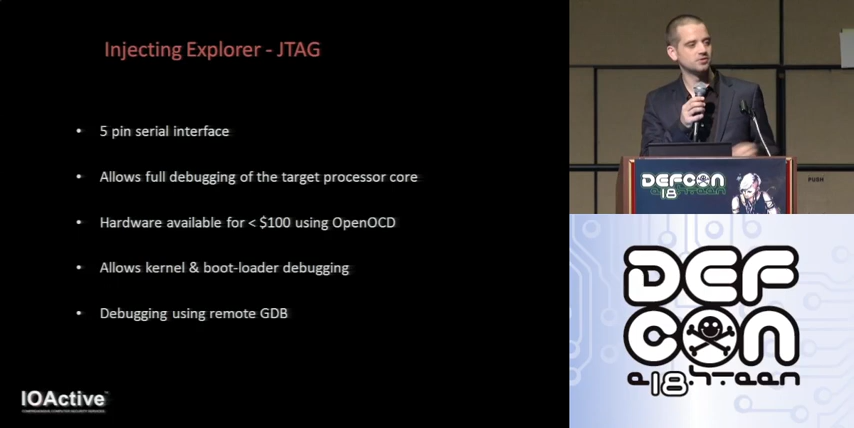 Injecting Explorer - JTAG
• 5 pin serial interface
• Allows full debugging of the target processor core
• Hardware available for < $100 using OpenOCD
• Allows kernel & boot-loader debugging
• Debugging using remote GDB
IOActive
DEFCON
18
PUSH
DEF
CON
18